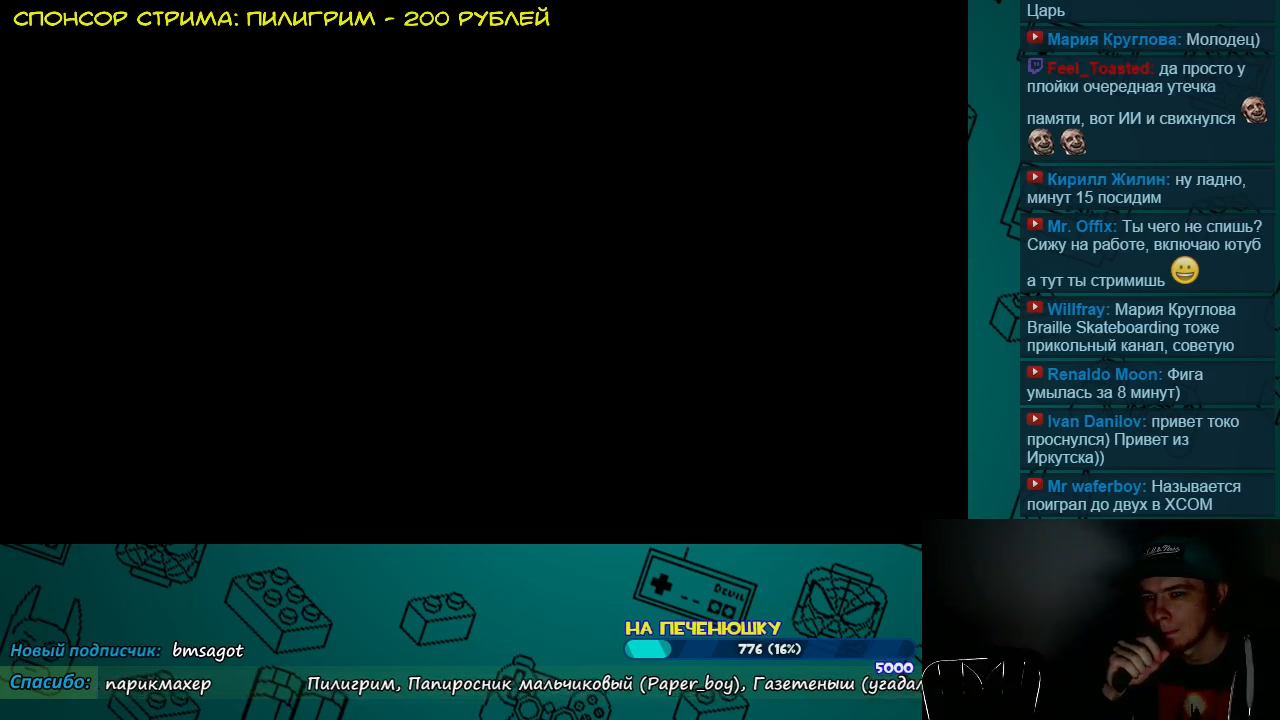 СПОНСОР СТРИМА: ПИЛИГРИМ - 200 РУБЛЕЙ
Царь
Мария Круглова: Молодец)
Feel_Toasted: да просто у
плойки очередная утечка
памяти, вот ИИ и свихнулся
Кирилл Жилин: ну ладно,
минут 15 посидим
Mr. Offix: Ты чего не спишь?
Сижу на работе, включаю ютуб
а тут ты стримишь
Willfray: Мария Круглова
Braille Skateboarding тоже
прикольный канал, советую
Renaldo Moon: Фига
умылась за 8 минут)
Ivan Danilov: привет токо
проснулся) Привет из
Иркутска))
Mr waferboy: Называется
поиграл до двух в XCOM
DEVIL
НА ПЕЧЕНЮШКУ
776 (16%)
5000
Новый подписчик: bmsagot
Спасибо: парикмахер
Пилигрим, Папиросник мальчиковый (Paper_boy), Газетеныш (угадал